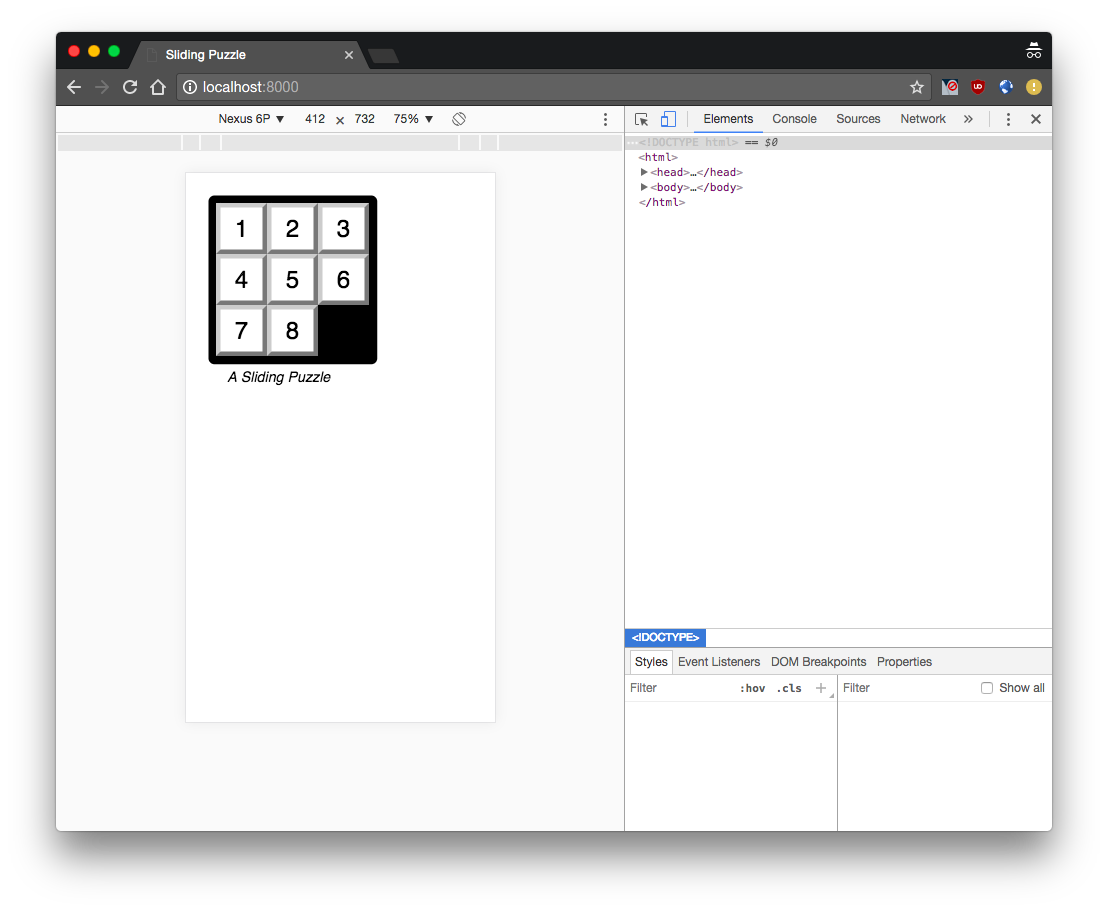 Sliding Puzzle
localhost:8000
Nexus 6P ▼ 412 × 732 75% ▼
Elements Console Sources Network »
…<!DOCTYPE html> == $0
<html>
▶<head>…</head>
▶<body>…</body>
</html>
1 2 3
4 5 6
7 8
A Sliding Puzzle
<!DOCTYPE>
Styles Event Listeners DOM Breakpoints Properties
Filter :hov .cls + Filter Show all